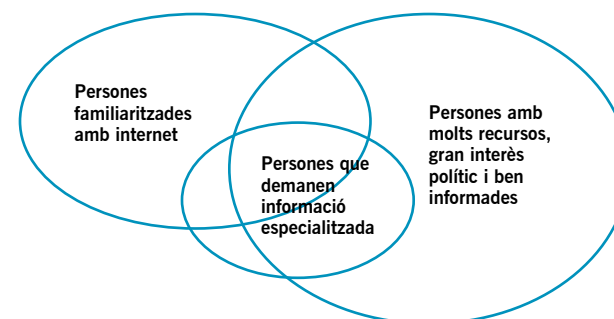 Persones
familiaritzades
amb internet
Persones amb
molts recursos,
gran interès
polític i ben
informades
Persones que
demanen
informació
especialitzada